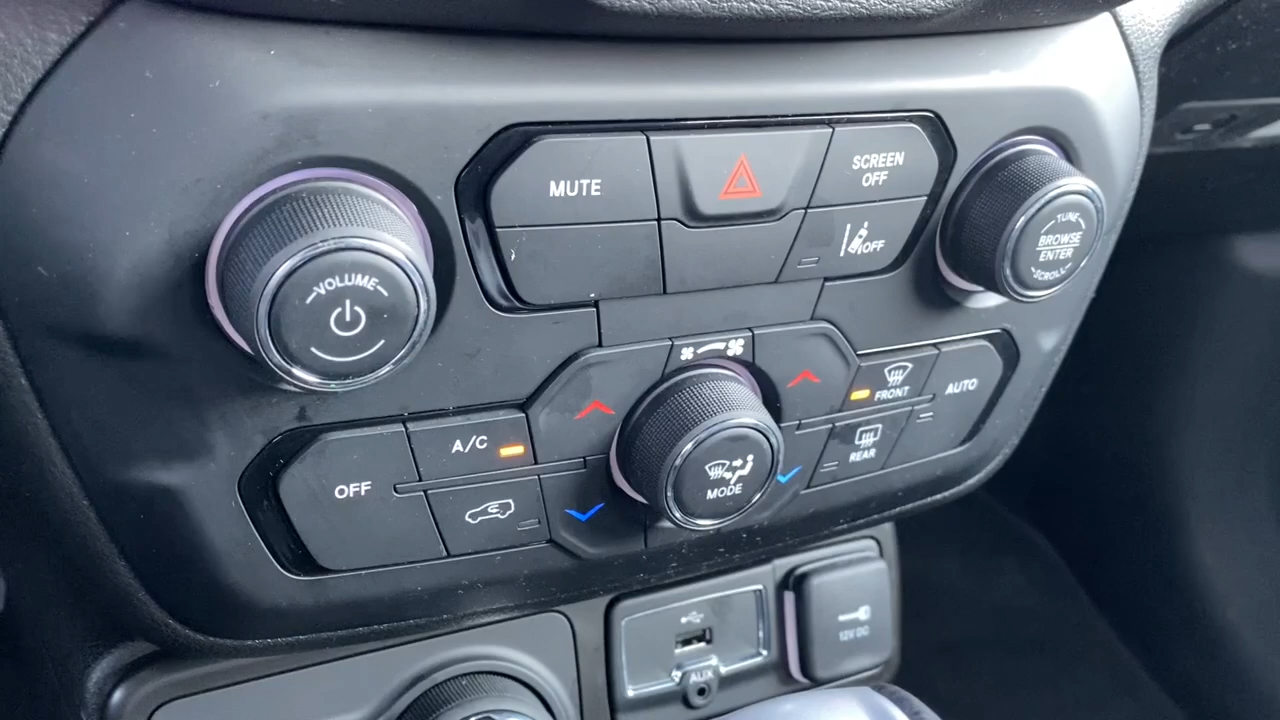 MUTE
SCREEN
OFF
OFF
VOLUME
TUNE
BROWSE
ENTER
SCROLL
A/C
OFF
FRONT
AUTO
REAR
MODE
AUX
12V DC